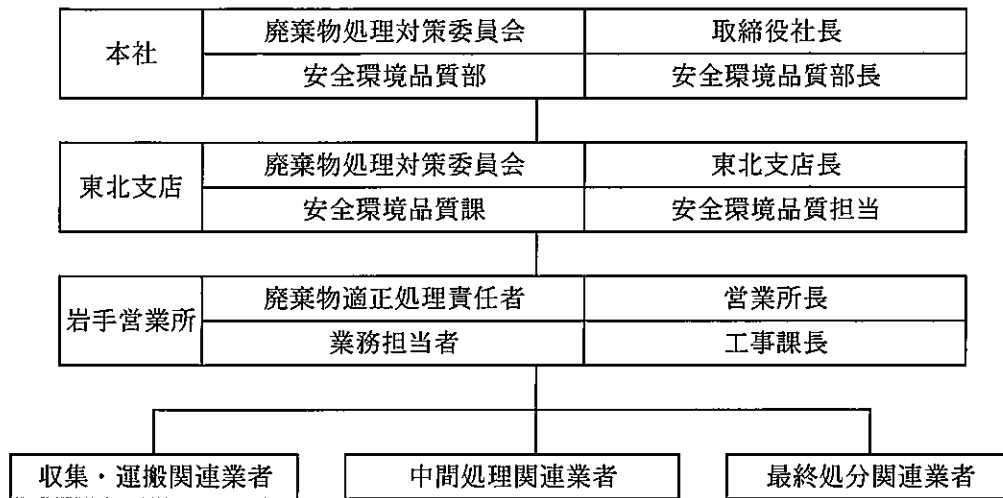 本社 廃棄物処理対策委員会 取締役社長
安全環境品質部 安全環境品質部長
東北支店 廃棄物処理対策委員会 東北支店長
安全環境品質課 安全環境品質担当
岩手営業所 廃棄物適正処理責任者 営業所長
業務担当者 工事課長
収集・運搬関連業者 中間処理関連業者 最終処分関連業者